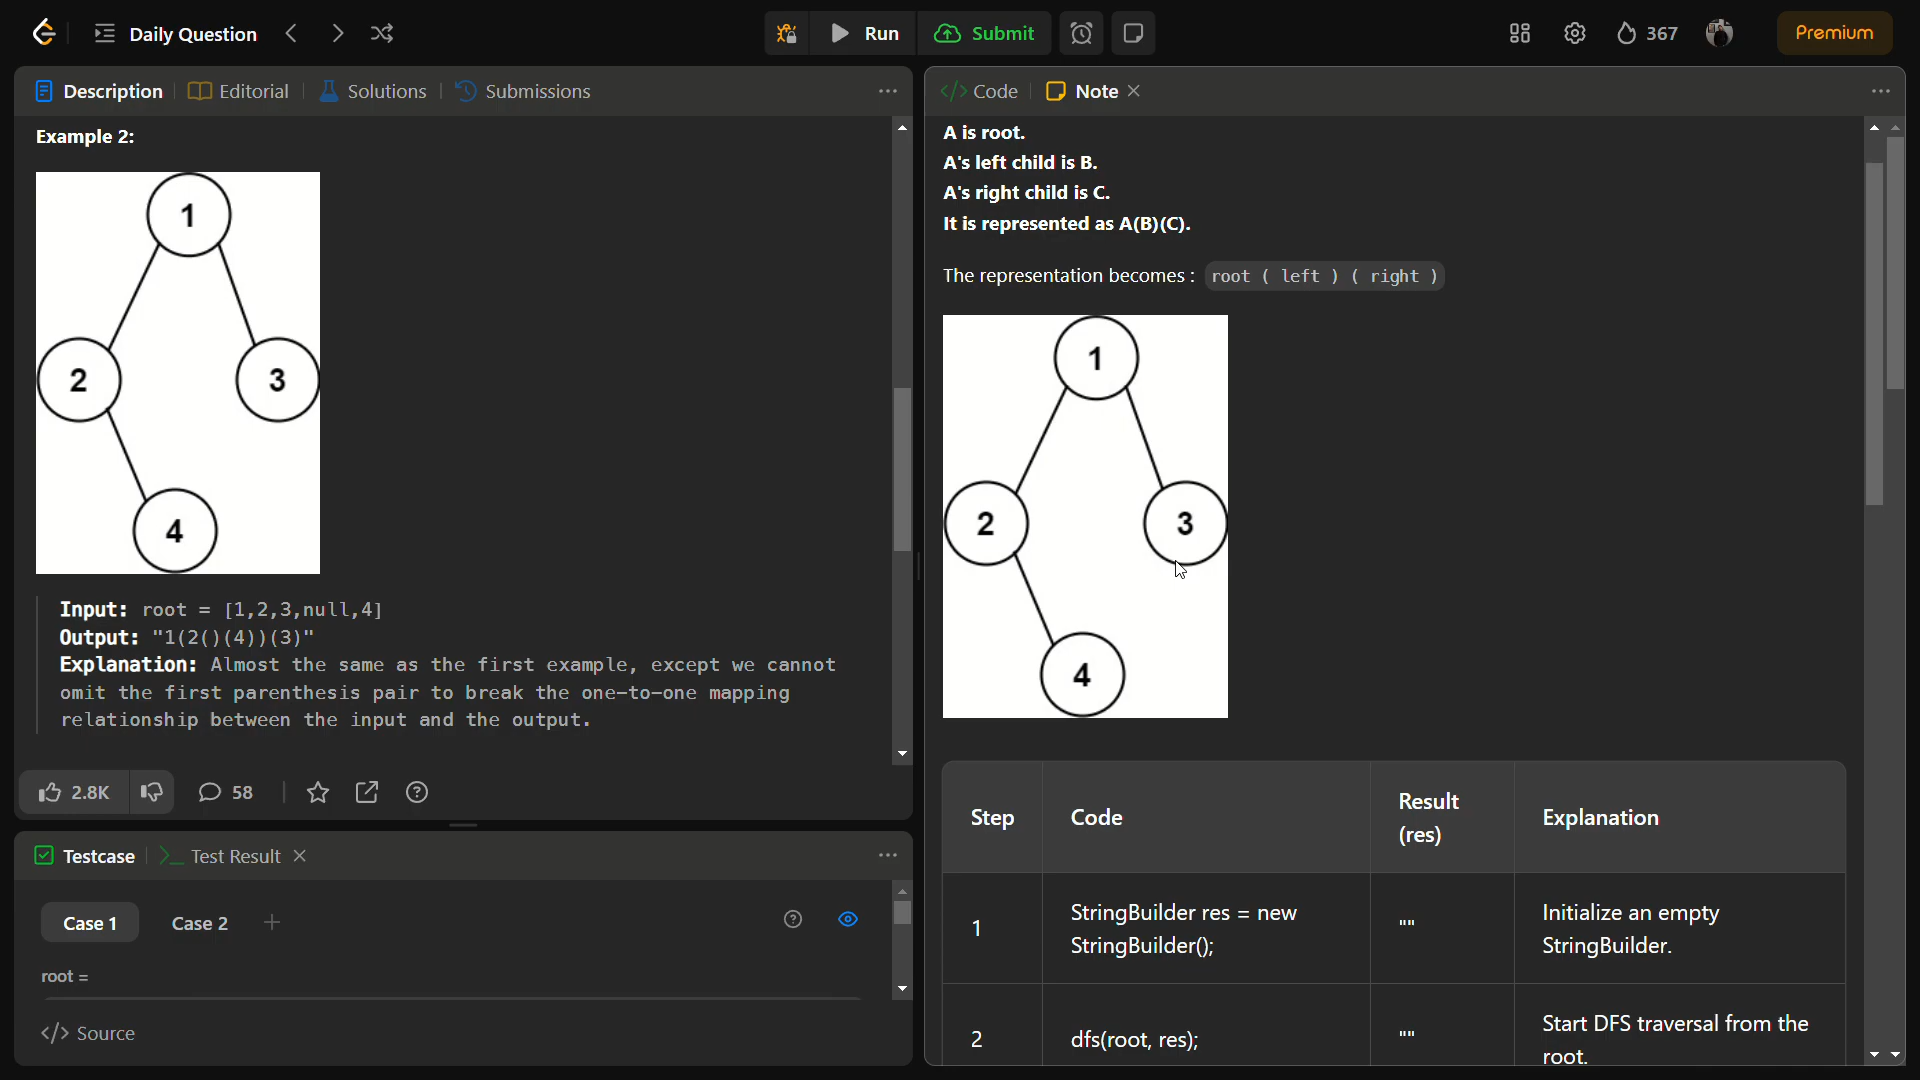 Daily Question
Run
Submit
367
Premium
Description
Editorial
Solutions
Submissions
Example 2:
1
2
3
4
Input: root = [1,2,3,null,4]
Output: "1(2()(4))(3)"
Explanation: Almost the same as the first example, except we cannot
omit the first parenthesis pair to break the one-to-one mapping
relationship between the input and the output.
2.8K
58
Testcase
Test Result
Case 1
Case 2
root =
Source
Code
Note
A is root.
A's left child is B.
A's right child is C.
It is represented as A(B)(C).
The representation becomes : root ( left ) ( right )
1
2
3
4
Step
Code
Result
(res)
Explanation
1
StringBuilder res = new
StringBuilder();
""
Initialize an empty
StringBuilder.
2
dfs(root, res);
""
Start DFS traversal from the
root.